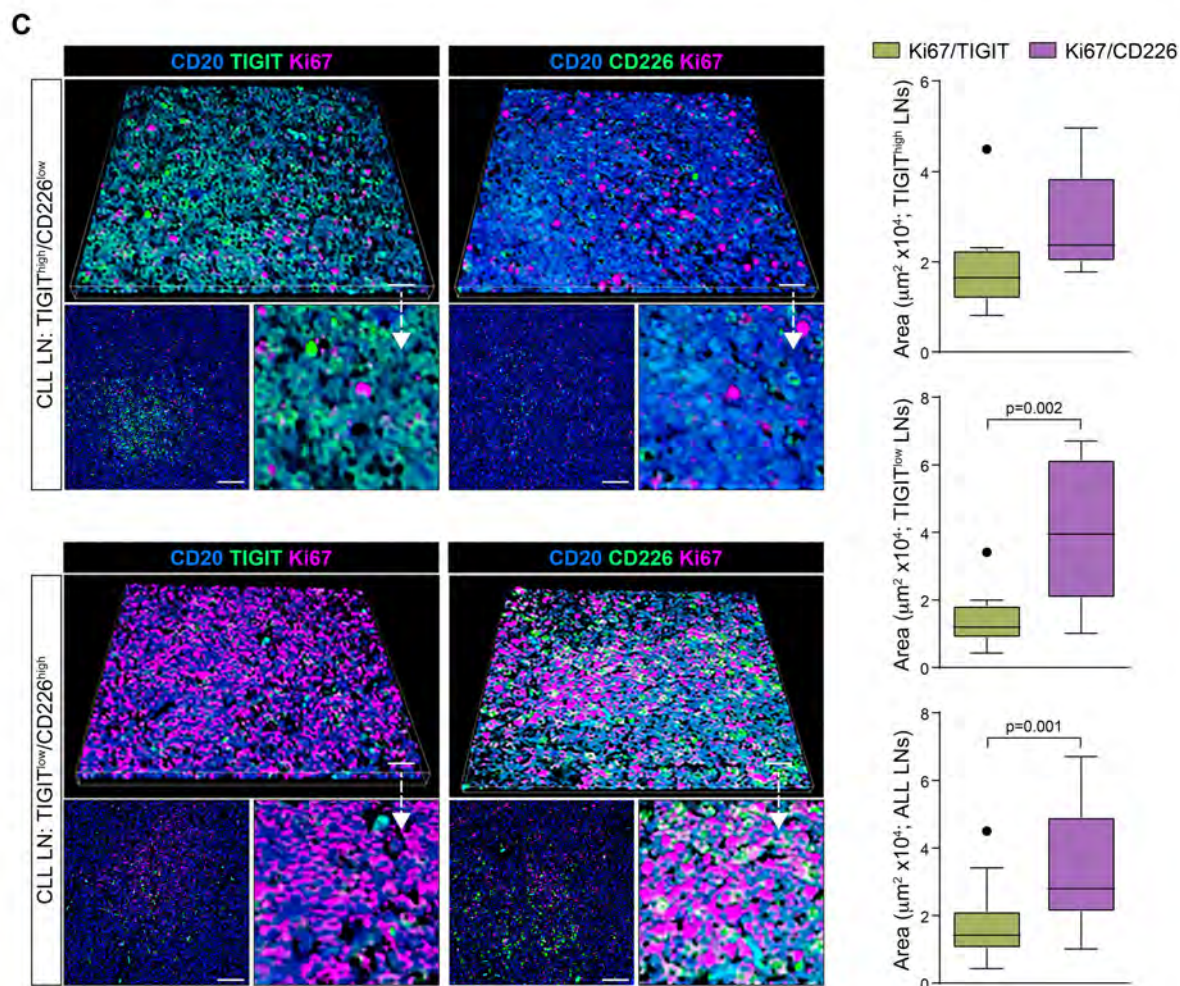 C
CD20 TIGIT Ki67
CD20 CD226 Ki67
CLL LN: TIGITʰⁱᵍʰ/CD226ˡᵒʷ
CD20 TIGIT Ki67
CD20 CD226 Ki67
CLL LN: TIGITˡᵒʷ/CD226ʰⁱᵍʰ
Ki67/TIGIT Ki67/CD226
Area (μm² x10⁴; TIGITʰⁱᵍʰ LNs)
6
4
2
0
Area (μm² x10⁴; TIGITˡᵒʷ LNs)
8
6
4
2
0
p=0.002
Area (μm² x10⁴; ALL LNs)
8
6
4
2
0
p=0.001